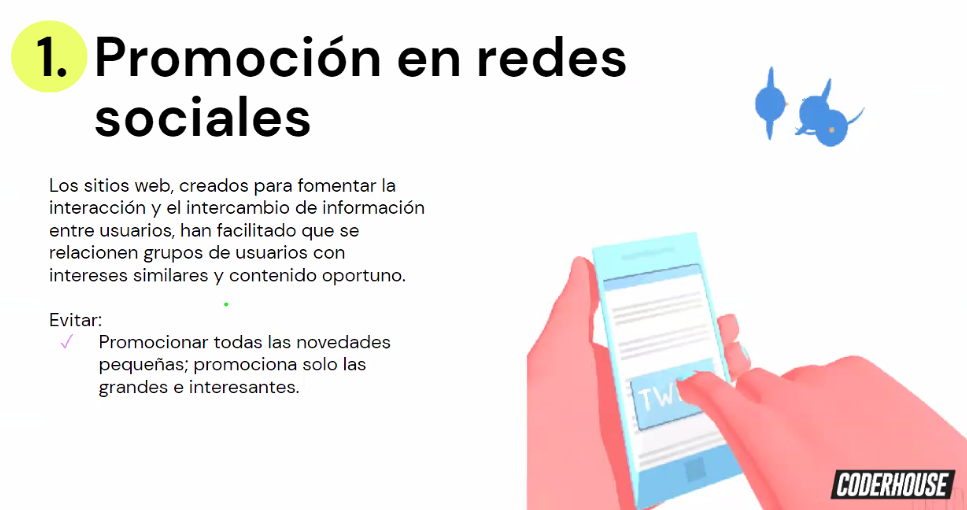 1. Promoción en redes
sociales
Los sitios web, creados para fomentar la
interacción y el intercambio de información
entre usuarios, han facilitado que se
relacionen grupos de usuarios con
intereses similares y contenido oportuno.
Evitar:
✓ Promocionar todas las novedades
pequeñas; promociona solo las
grandes e interesantes.
CODERHOUSE